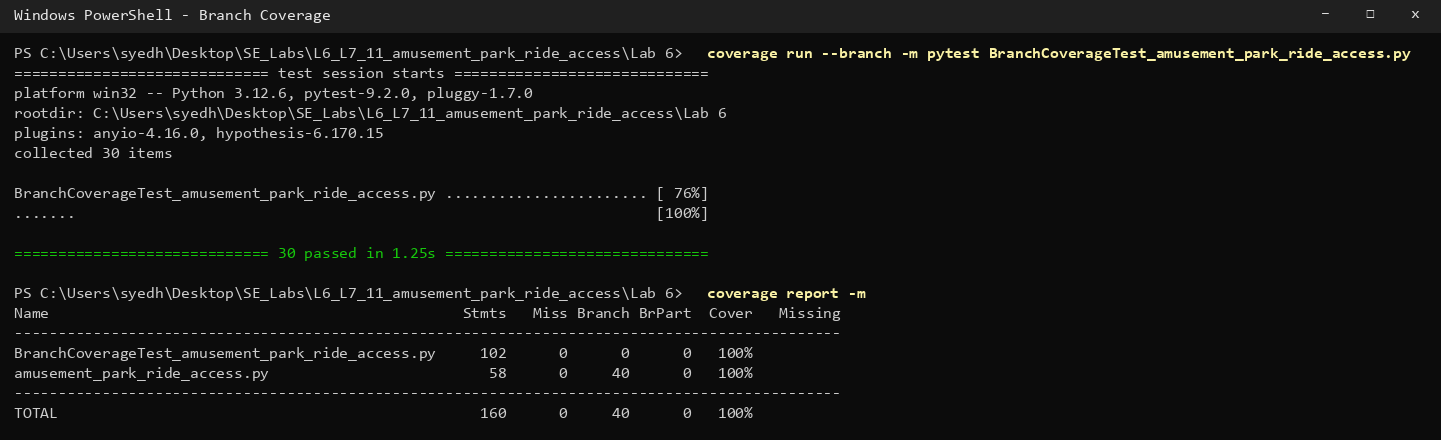 Windows PowerShell - Branch Coverage
PS C:\Users\syedh\Desktop\SE_Labs\L6_L7_11_amusement_park_ride_access\Lab 6> coverage run --branch -m pytest BranchCoverageTest_amusement_park_ride_access.py
============================= test session starts =============================
platform win32 -- Python 3.12.6, pytest-9.2.0, pluggy-1.7.0
rootdir: C:\Users\syedh\Desktop\SE_Labs\L6_L7_11_amusement_park_ride_access\Lab 6
plugins: anyio-4.16.0, hypothesis-6.170.15
collected 30 items
BranchCoverageTest_amusement_park_ride_access.py ....................... [ 76%]
....... [100%]
============================= 30 passed in 1.25s ==============================
PS C:\Users\syedh\Desktop\SE_Labs\L6_L7_11_amusement_park_ride_access\Lab 6> coverage report -m
Name Stmts Miss Branch BrPart Cover Missing
----------------------------------------------------------------------------------------------
BranchCoverageTest_amusement_park_ride_access.py 102 0 0 0 100%
amusement_park_ride_access.py 58 0 40 0 100%
----------------------------------------------------------------------------------------------
TOTAL 160 0 40 0 100%